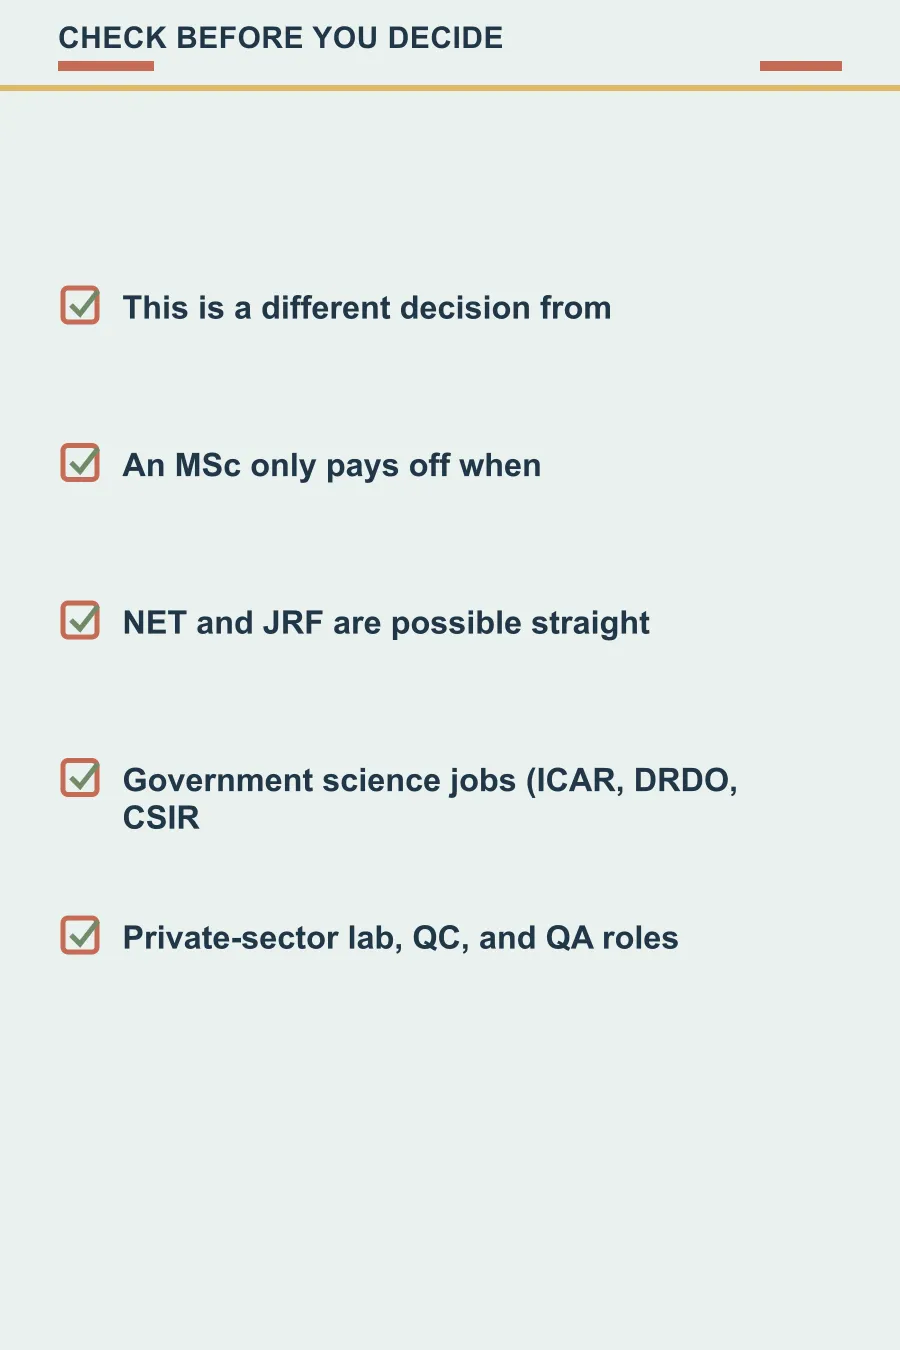 CHECK BEFORE YOU DECIDE
This is a different decision from
An MSc only pays off when
NET and JRF are possible straight
Government science jobs (ICAR, DRDO,
CSIR
Private-sector lab, QC, and QA roles